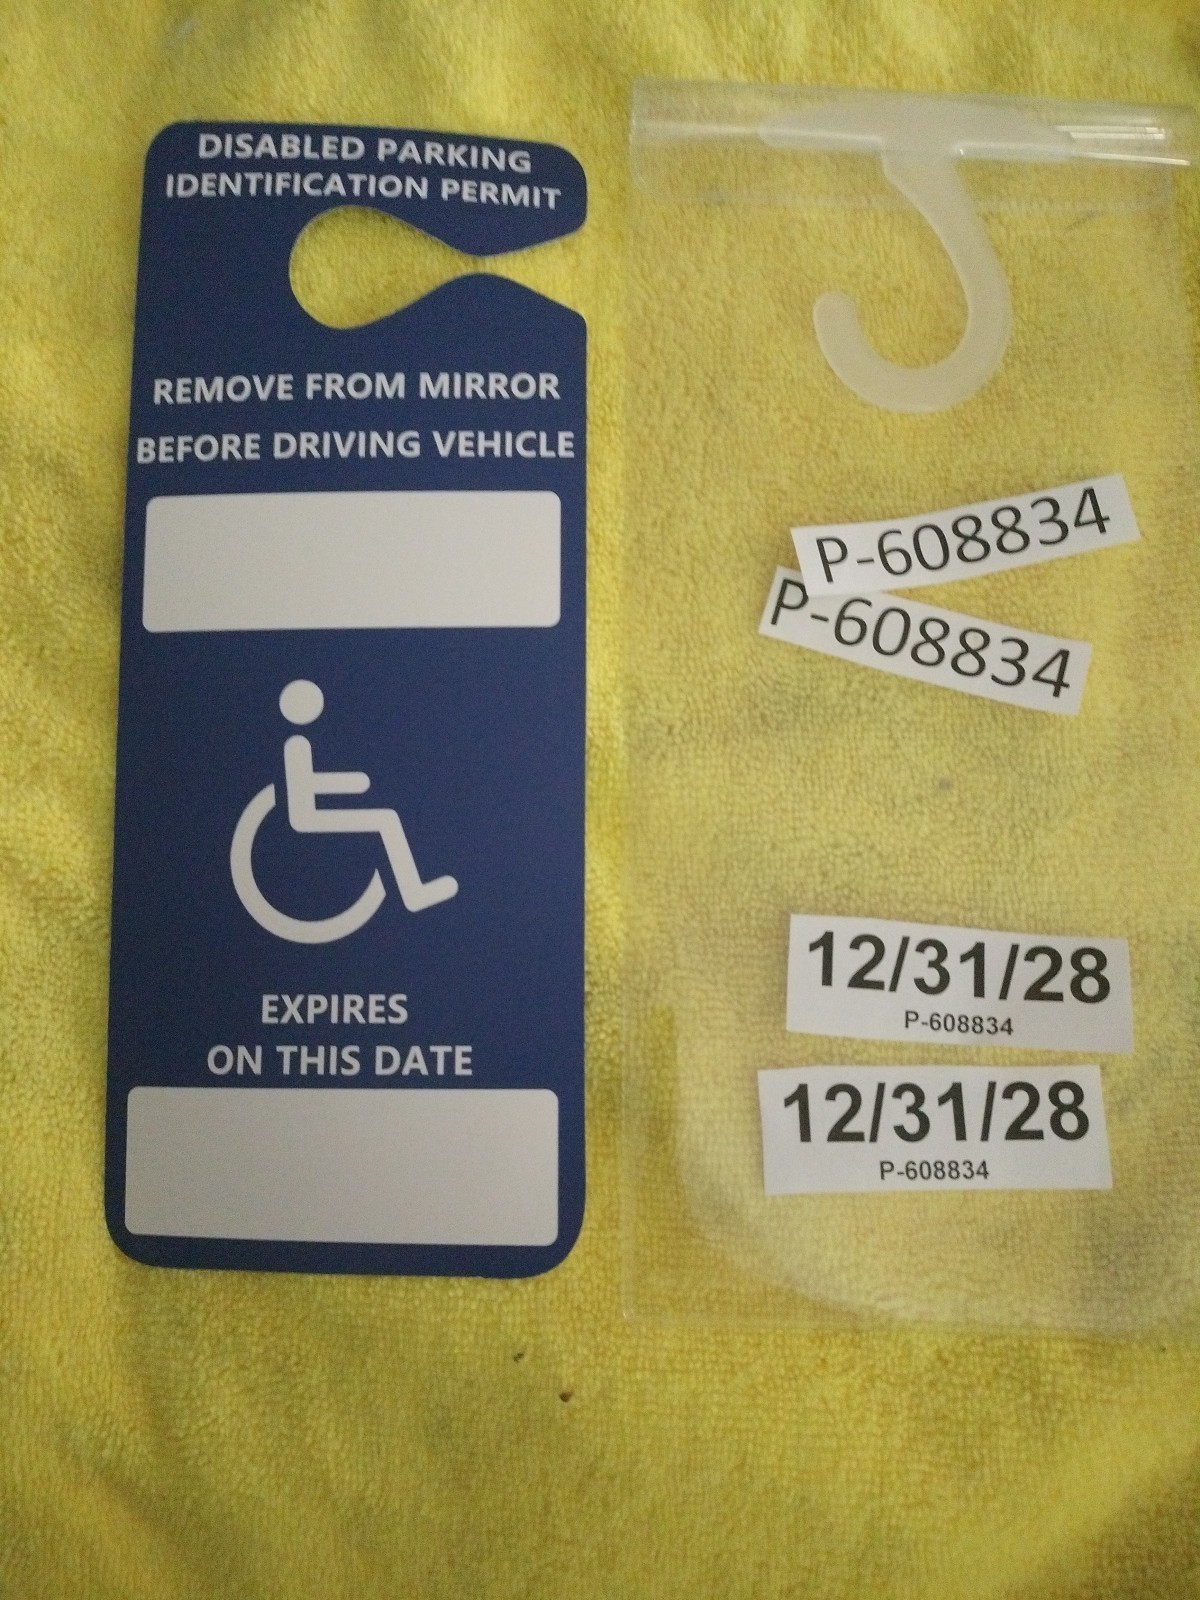 DISABLED PARKING
IDENTIFICATION PERMIT
REMOVE FROM MIRROR
BEFORE DRIVING VEHICLE
EXPIRES
ON THIS DATE
P-608834
P-608834
12/31/28
P-608834
12/31/28
P-608834